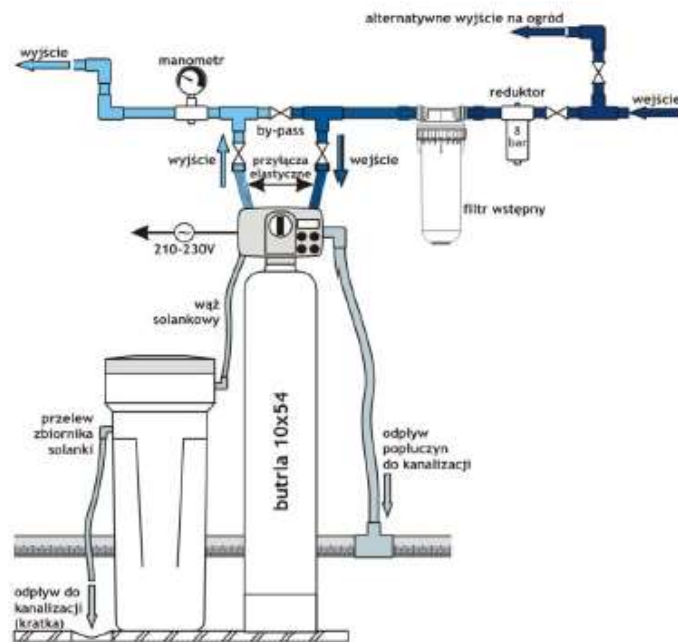 alternatywne wyjście na ogród
wyjście
manometr
reduktor
wejście
8
bar
by-pass
wyjście
przyłącza
elastyczne
wejście
filtr wstępny
210-230V
wąż
solankowy
przelew
zbiornika
solanki
butrla 10x54
odpływ
popłuczyn
do kanalizacji
odpływ do
kanalizacji
(kratka)